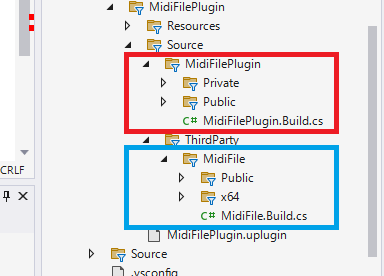 MidiFilePlugin
Resources
Source
MidiFilePlugin
Private
Public
C# MidiFilePlugin.Build.cs
ThirdParty
MidiFile
Public
x64
CRLF
C# MidiFile.Build.cs
MidiFilePlugin.uplugin
Source
.vsconfig